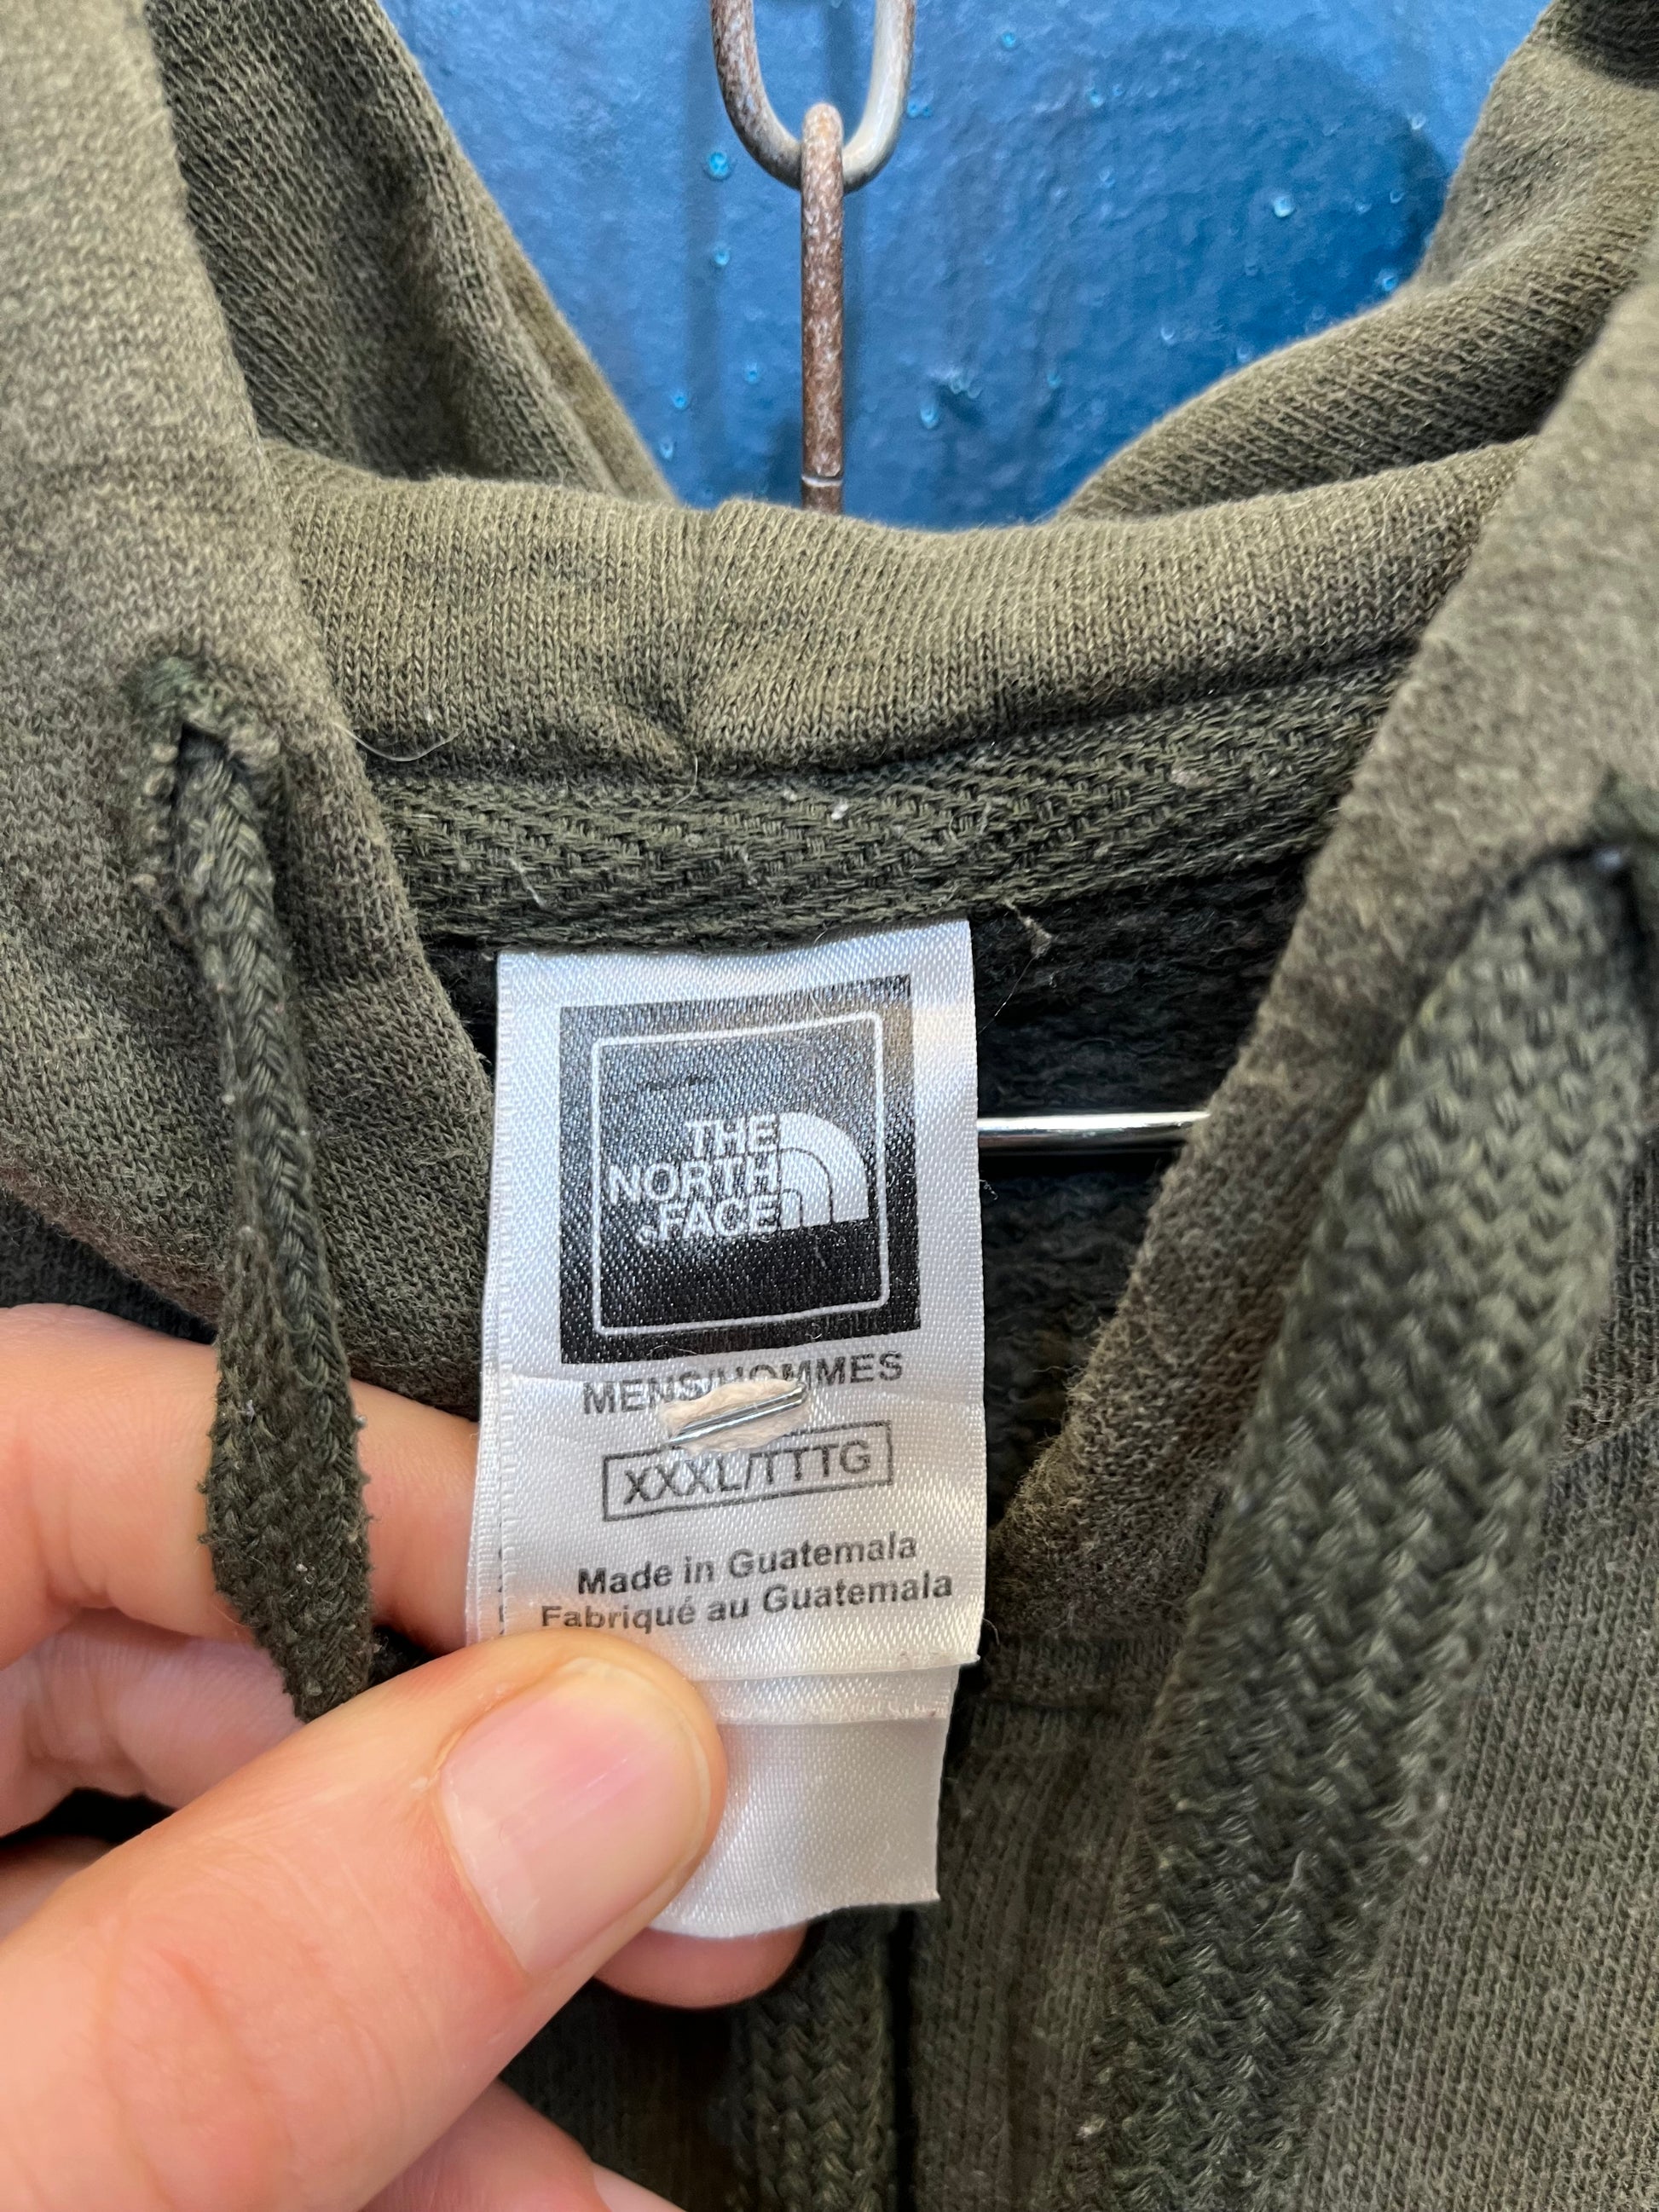 THE
NORTH
FACE
MENS/HOMMES
XXXL/TTTG
Made in Guatemala
Fabriqué au Guatemala